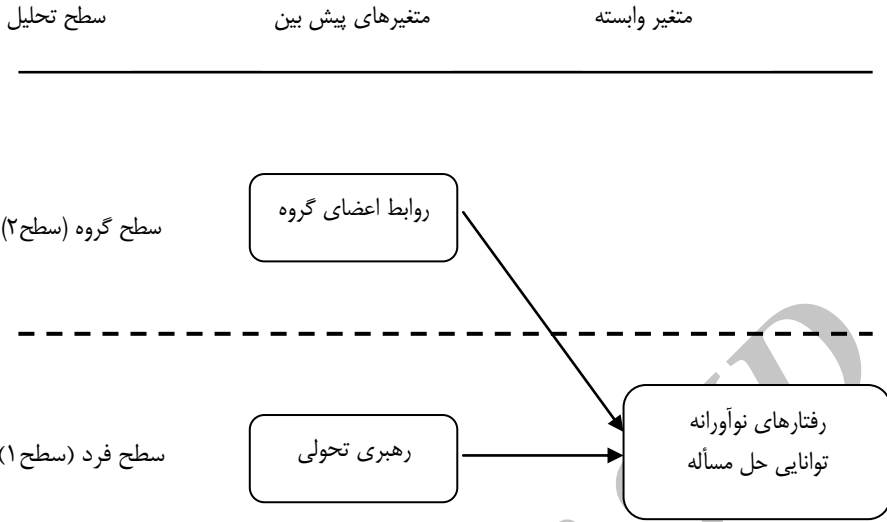 سطح تحلیل
متغیرهای پیش بین
متغیر وابسته
سطح گروه (سطح۲)
روابط اعضای گروه
سطح فرد (سطح۱)
رهبری تحولی
رفتارهای نوآورانه
توانایی حل مسأله